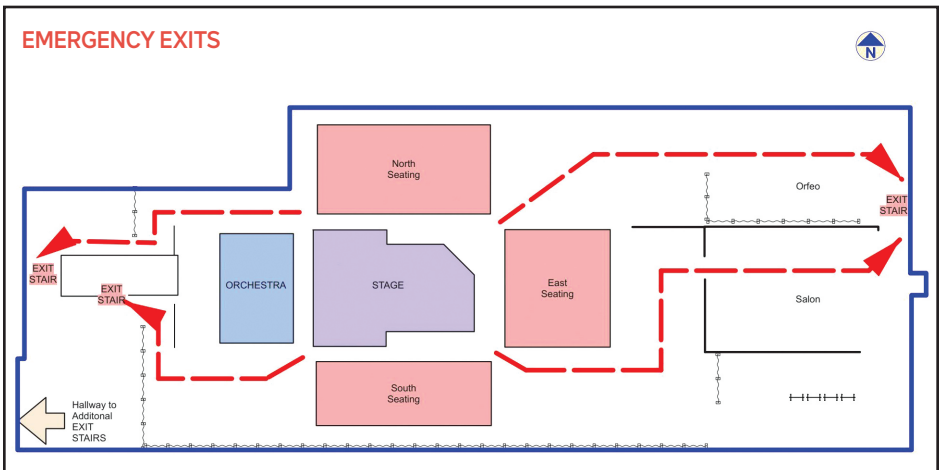 EMERGENCY EXITS
N
North
Seating
Orfeo
EXIT
STAIR
EXIT
STAIR
EXIT
STAIR
ORCHESTRA
STAGE
East
Seating
Salon
South
Seating
Hallway to
Additonal
EXIT
STAIRS